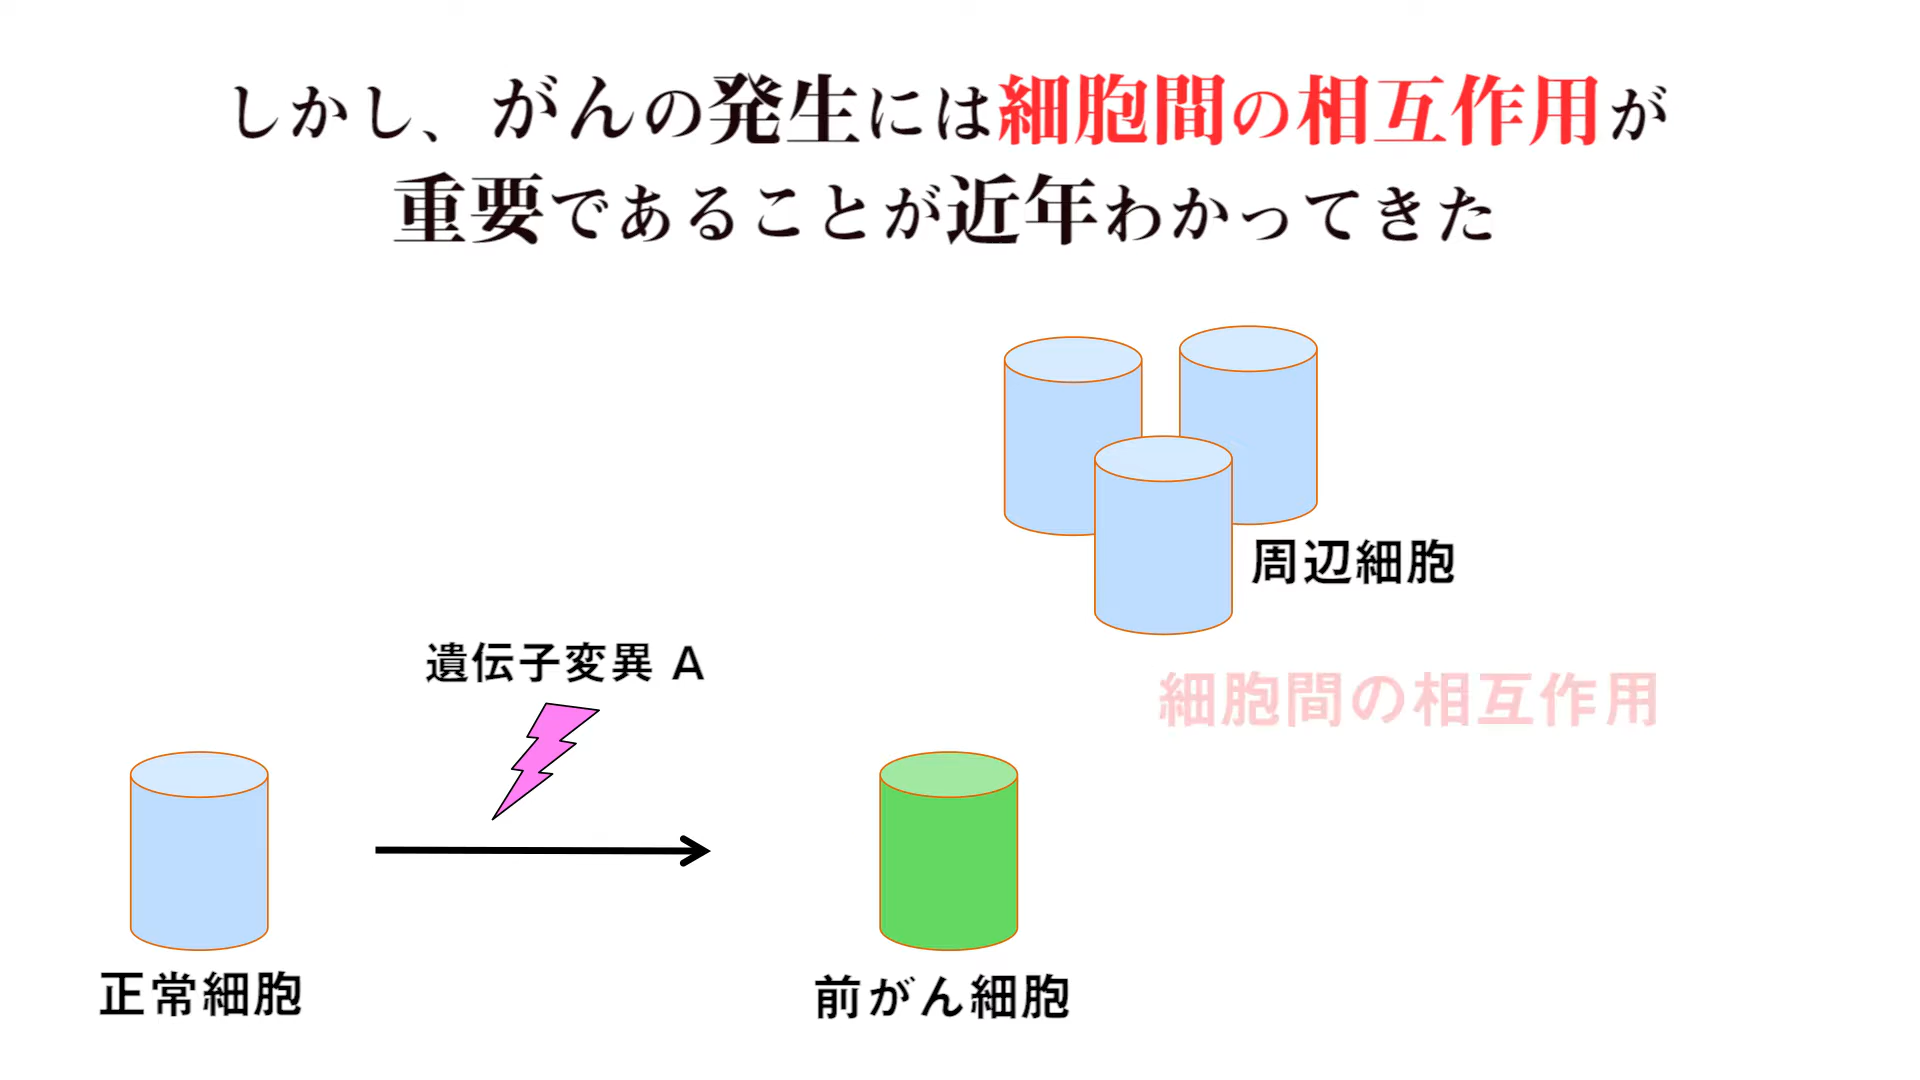 しかし、がんの発生には細胞間の相互作用が
重要であることが近年わかってきた
周辺細胞
遺伝子変異 A
細胞間の相互作用
正常細胞
前がん細胞